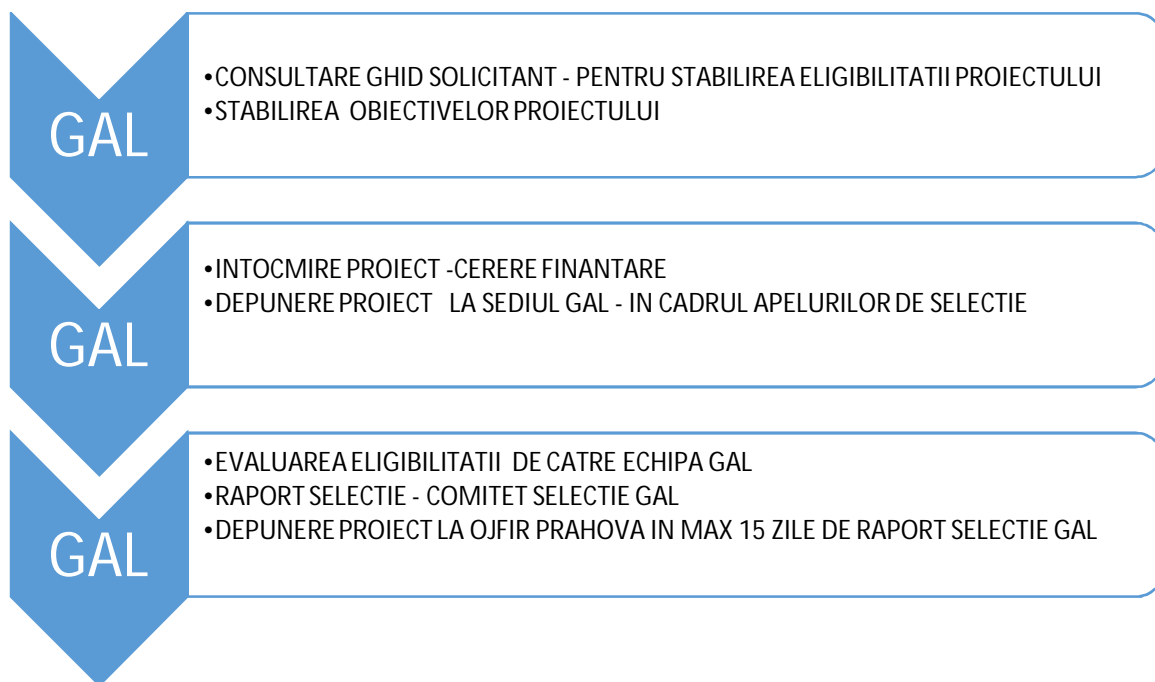 GAL
•CONSULTARE GHID SOLICITANT - PENTRU STABILIREA ELIGIBILITATII PROIECTULUI
•STABILIREA OBIECTIVELOR PROIECTULUI
GAL
•INTOCMIRE PROIECT -CERERE FINANTARE
•DEPUNERE PROIECT LA SEDIUL GAL - IN CADRUL APELURILOR DE SELECTIE
GAL
•EVALUAREA ELIGIBILITATII DE CATRE ECHIPA GAL
•RAPORT SELECTIE - COMITET SELECTIE GAL
•DEPUNERE PROIECT LA OJFIR PRAHOVA IN MAX 15 ZILE DE RAPORT SELECTIE GAL